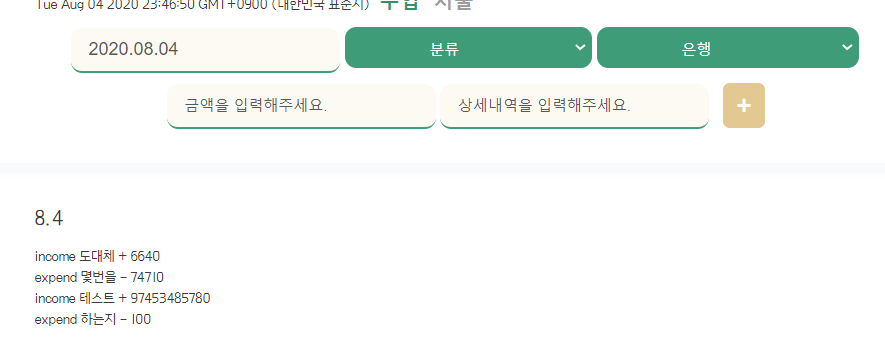 Tue Aug 04 2020 23:46:50 GMT+0900 (대한민국 표준시) 수입 지출
2020.08.04 분류 은행
금액을 입력해주세요. 상세내역을 입력해주세요. +
8.4
income 도대체 + 6640
expend 몇번을 - 74710
income 테스트 + 97453485780
expend 하는지 - 100